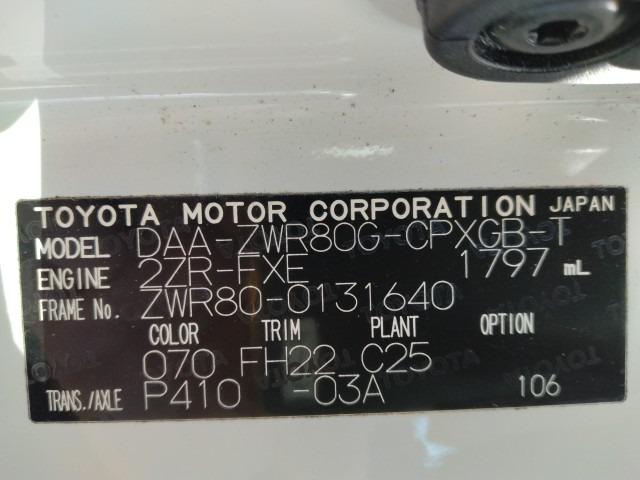 TOYOTA MOTOR CORPORATION JAPAN
MODEL DAA-ZWR80G-CPXGB-T
ENGINE 2ZR-FXE 1797 mL
FRAME No. ZWR80-0131640
COLOR TRIM PLANT OPTION
070 FH22 C25
TRANS./AXLE P410 -03A 106